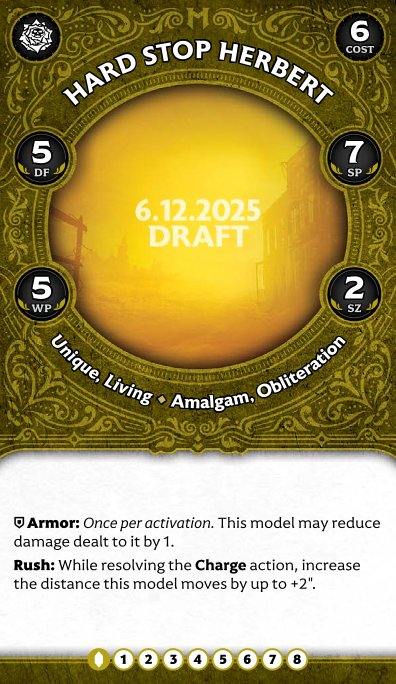 6
COST
HARD STOP HERBERT
5
DF
7
SP
6.12.2025
DRAFT
5
WP
2
SZ
Unique, Living ⬥ Amalgam, Obliteration
Armor: Once per activation. This model may reduce
damage dealt to it by 1.
Rush: While resolving the Charge action, increase
the distance this model moves by up to +2".
1 2 3 4 5 6 7 8